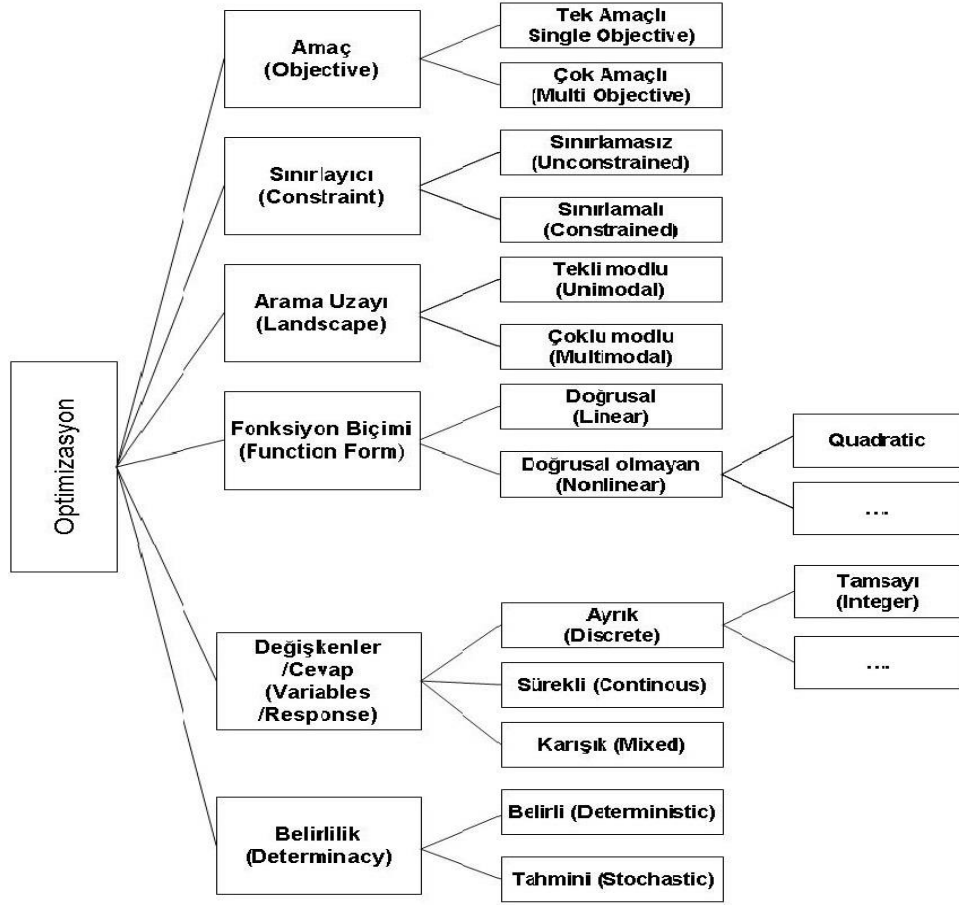 Optimizasyon
Amaç
(Objective)
Tek Amaçlı
Single Objective)
Çok Amaçlı
(Multi Objective)
Sınırlayıcı
(Constraint)
Sınırlamasız
(Unconstrained)
Sınırlamalı
(Constrained)
Arama Uzayı
(Landscape)
Tekli modlu
(Unimodal)
Çoklu modlu
(Multimodal)
Fonksiyon Biçimi
(Function Form)
Doğrusal
(Linear)
Doğrusal olmayan
(Nonlinear)
Quadratic
....
Değişkenler
/Cevap
(Variables
/Response)
Ayrık
(Discrete)
Tamsayı
(Integer)
....
Sürekli (Continous)
Karışık (Mixed)
Belirlilik
(Determinacy)
Belirli (Deterministic)
Tahmini (Stochastic)